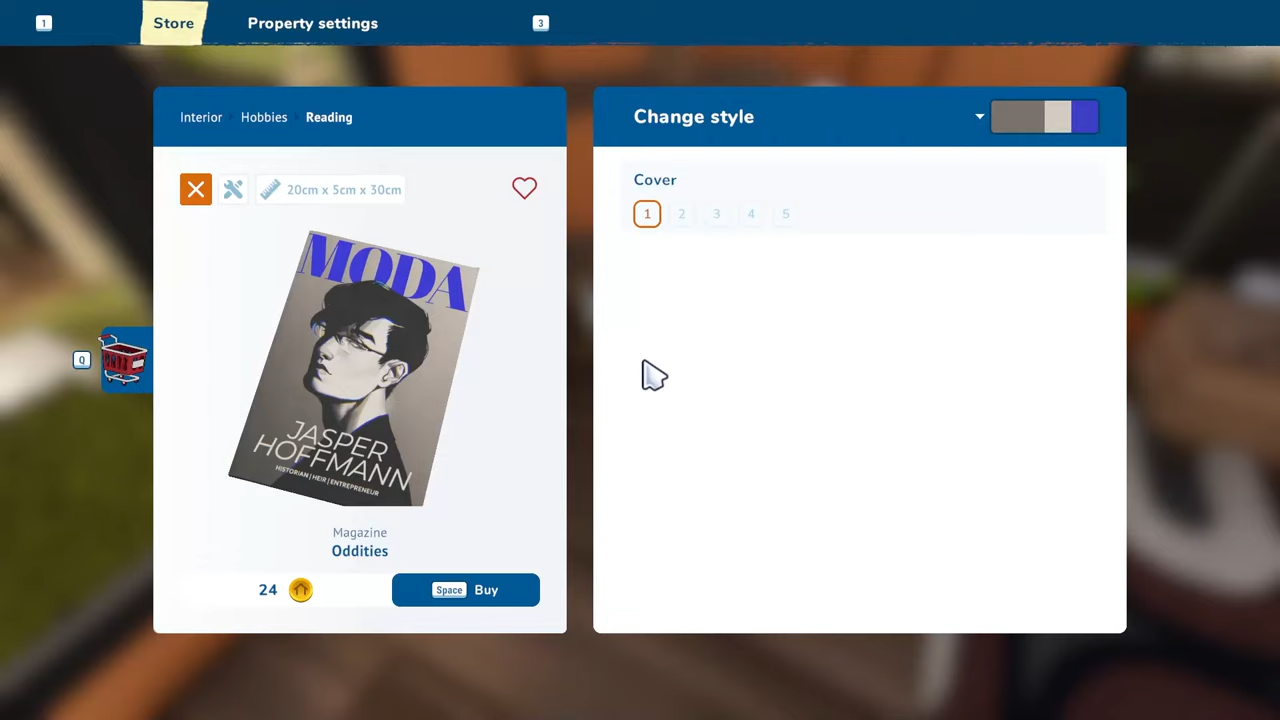 1
Store
Property settings
3
Interior
Hobbies
Reading
20cm x 5cm x 30cm
MODA
JASPER
HOFFMANN
HISTORIAN | HEIR | ENTREPRENEUR
Magazine
Oddities
24
Space
Buy
Q
Change style
Cover
1 2 3 4 5